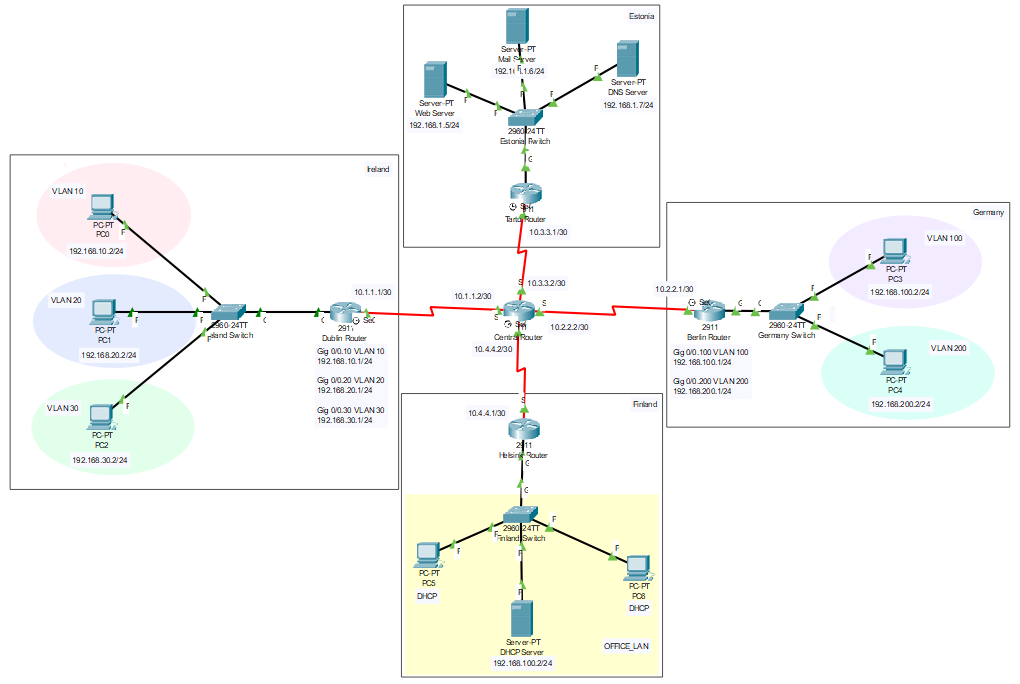 Estonia
Server-PT
Mail Server
Server-PT
DNS Server
192.168.1.7/24
Server-PT
Web Server
192.168.1.5/24
2960-24TT
Estonia Switch
10.3.3.1/30
Ireland
VLAN 10
PC-PT
PC0
192.168.10.2/24
VLAN 20
PC-PT
PC1
192.168.20.2/24
VLAN 30
PC-PT
PC2
192.168.30.2/24
2960-24TT
Switch
10.1.1.1/30
Dublin Router
Gig 0/0.10 VLAN 10
192.168.10.1/24
Gig 0/0.20 VLAN 20
192.168.20.1/24
Gig 0/0.30 VLAN 30
192.168.30.1/24
10.1.1.2/30
10.3.3.2/30
10.2.2.2/30
10.4.4.2/30
Central Router
Germany
10.2.2.1/30
2911
Berlin Router
Gig 0/0.100 VLAN 100
192.168.100.1/24
Gig 0/0.200 VLAN 200
192.168.200.1/24
2960-24TT
Germany Switch
VLAN 100
PC-PT
PC3
192.168.100.2/24
VLAN 200
PC-PT
PC4
192.168.200.2/24
Finland
10.4.4.1/30
2911
Router
2960-24TT
Switch
PC-PT
PC5
DHCP
PC-PT
PC6
DHCP
Server-PT
DHCP Server
192.168.100.2/24
OFFICE_LAN